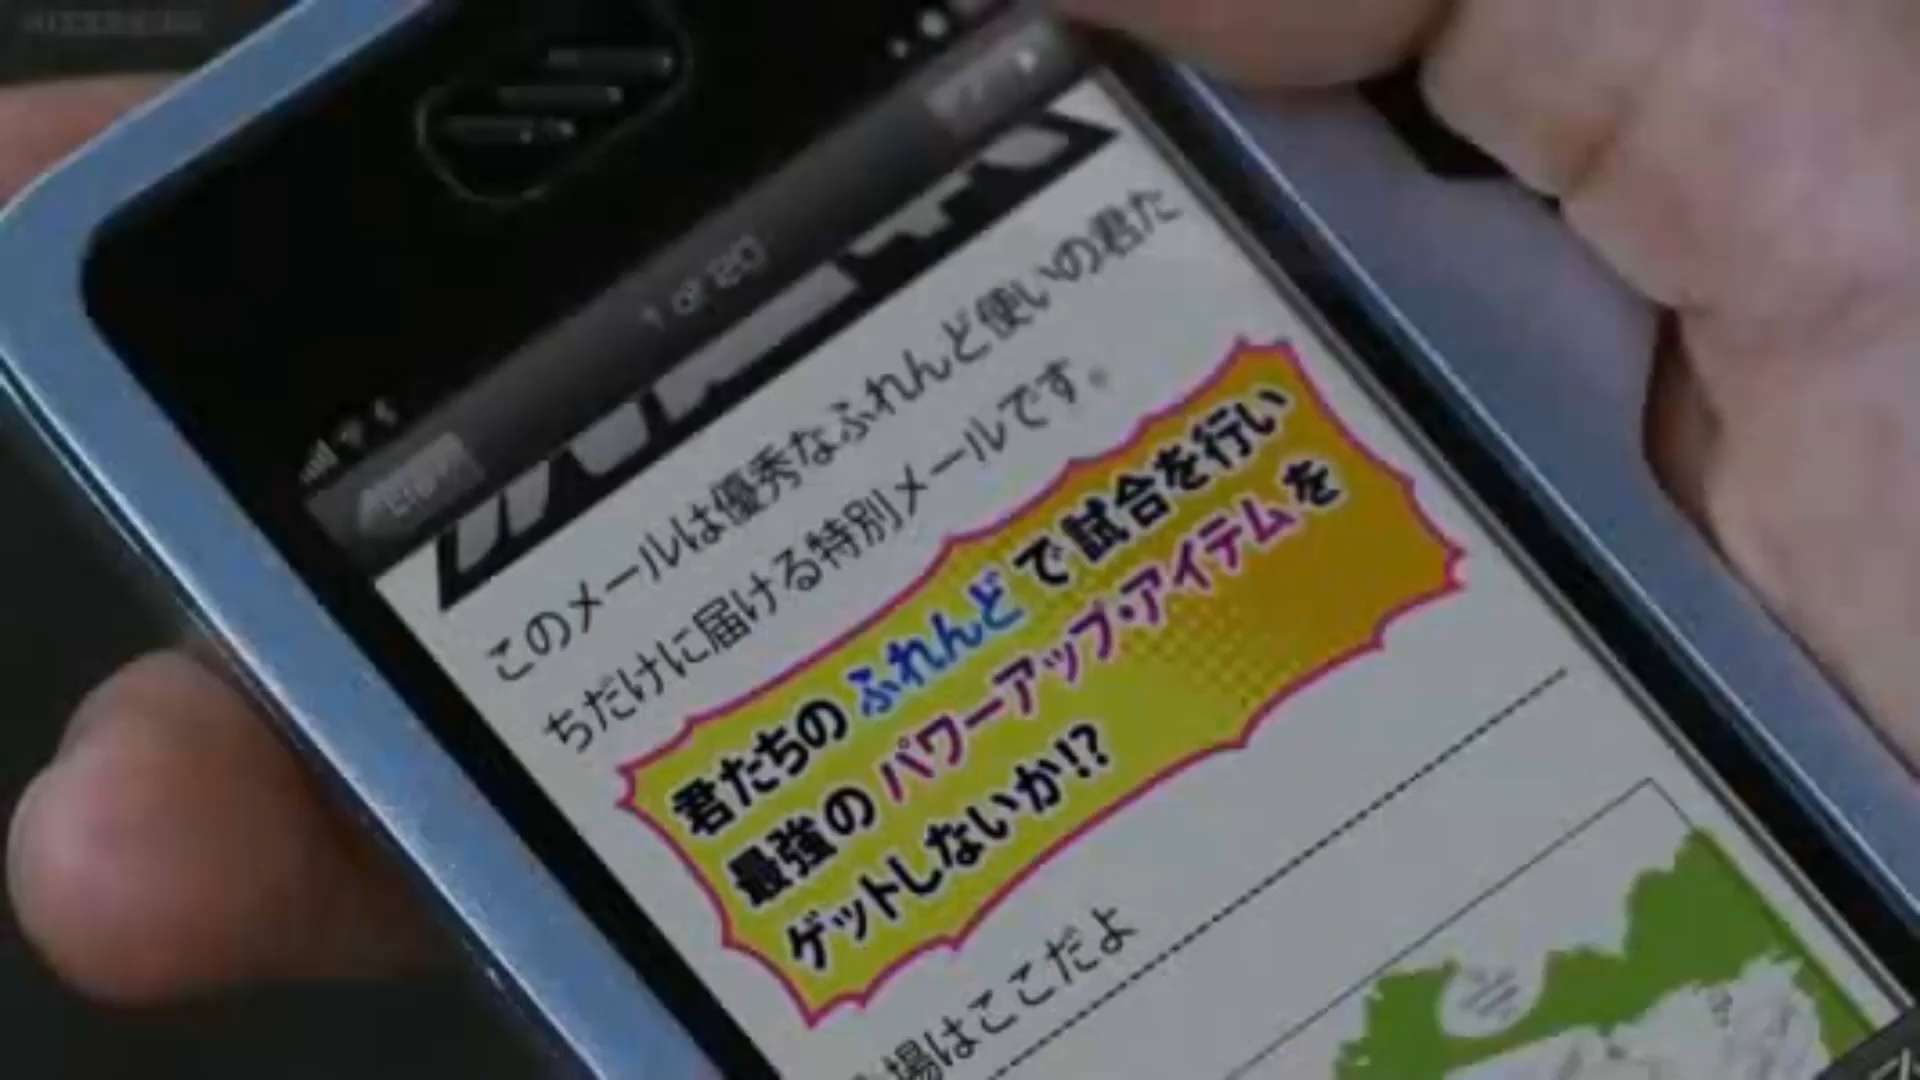 1 of 20
このメールは優秀なふれんど使いの君た
ちだけに届ける特別メールです。
君たちのふれんどで試合を行い
最強のパワーアップ・アイテムを
ゲットしないか!?
場はここだよ